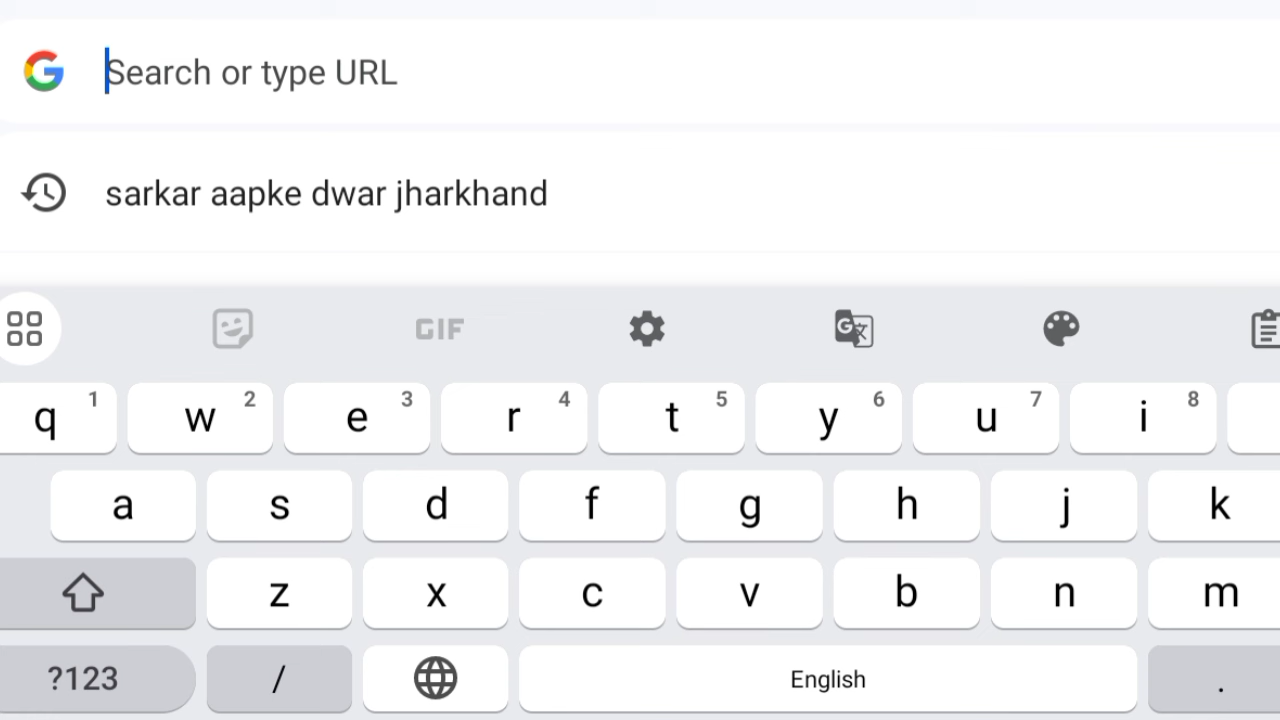 Search or type URL
sarkar aapke dwar jharkhand
GIF
q 1 w 2 e 3 r 4 t 5 y 6 u 7 i 8
a s d f g h j k
z x c v b n m
?123 / English .